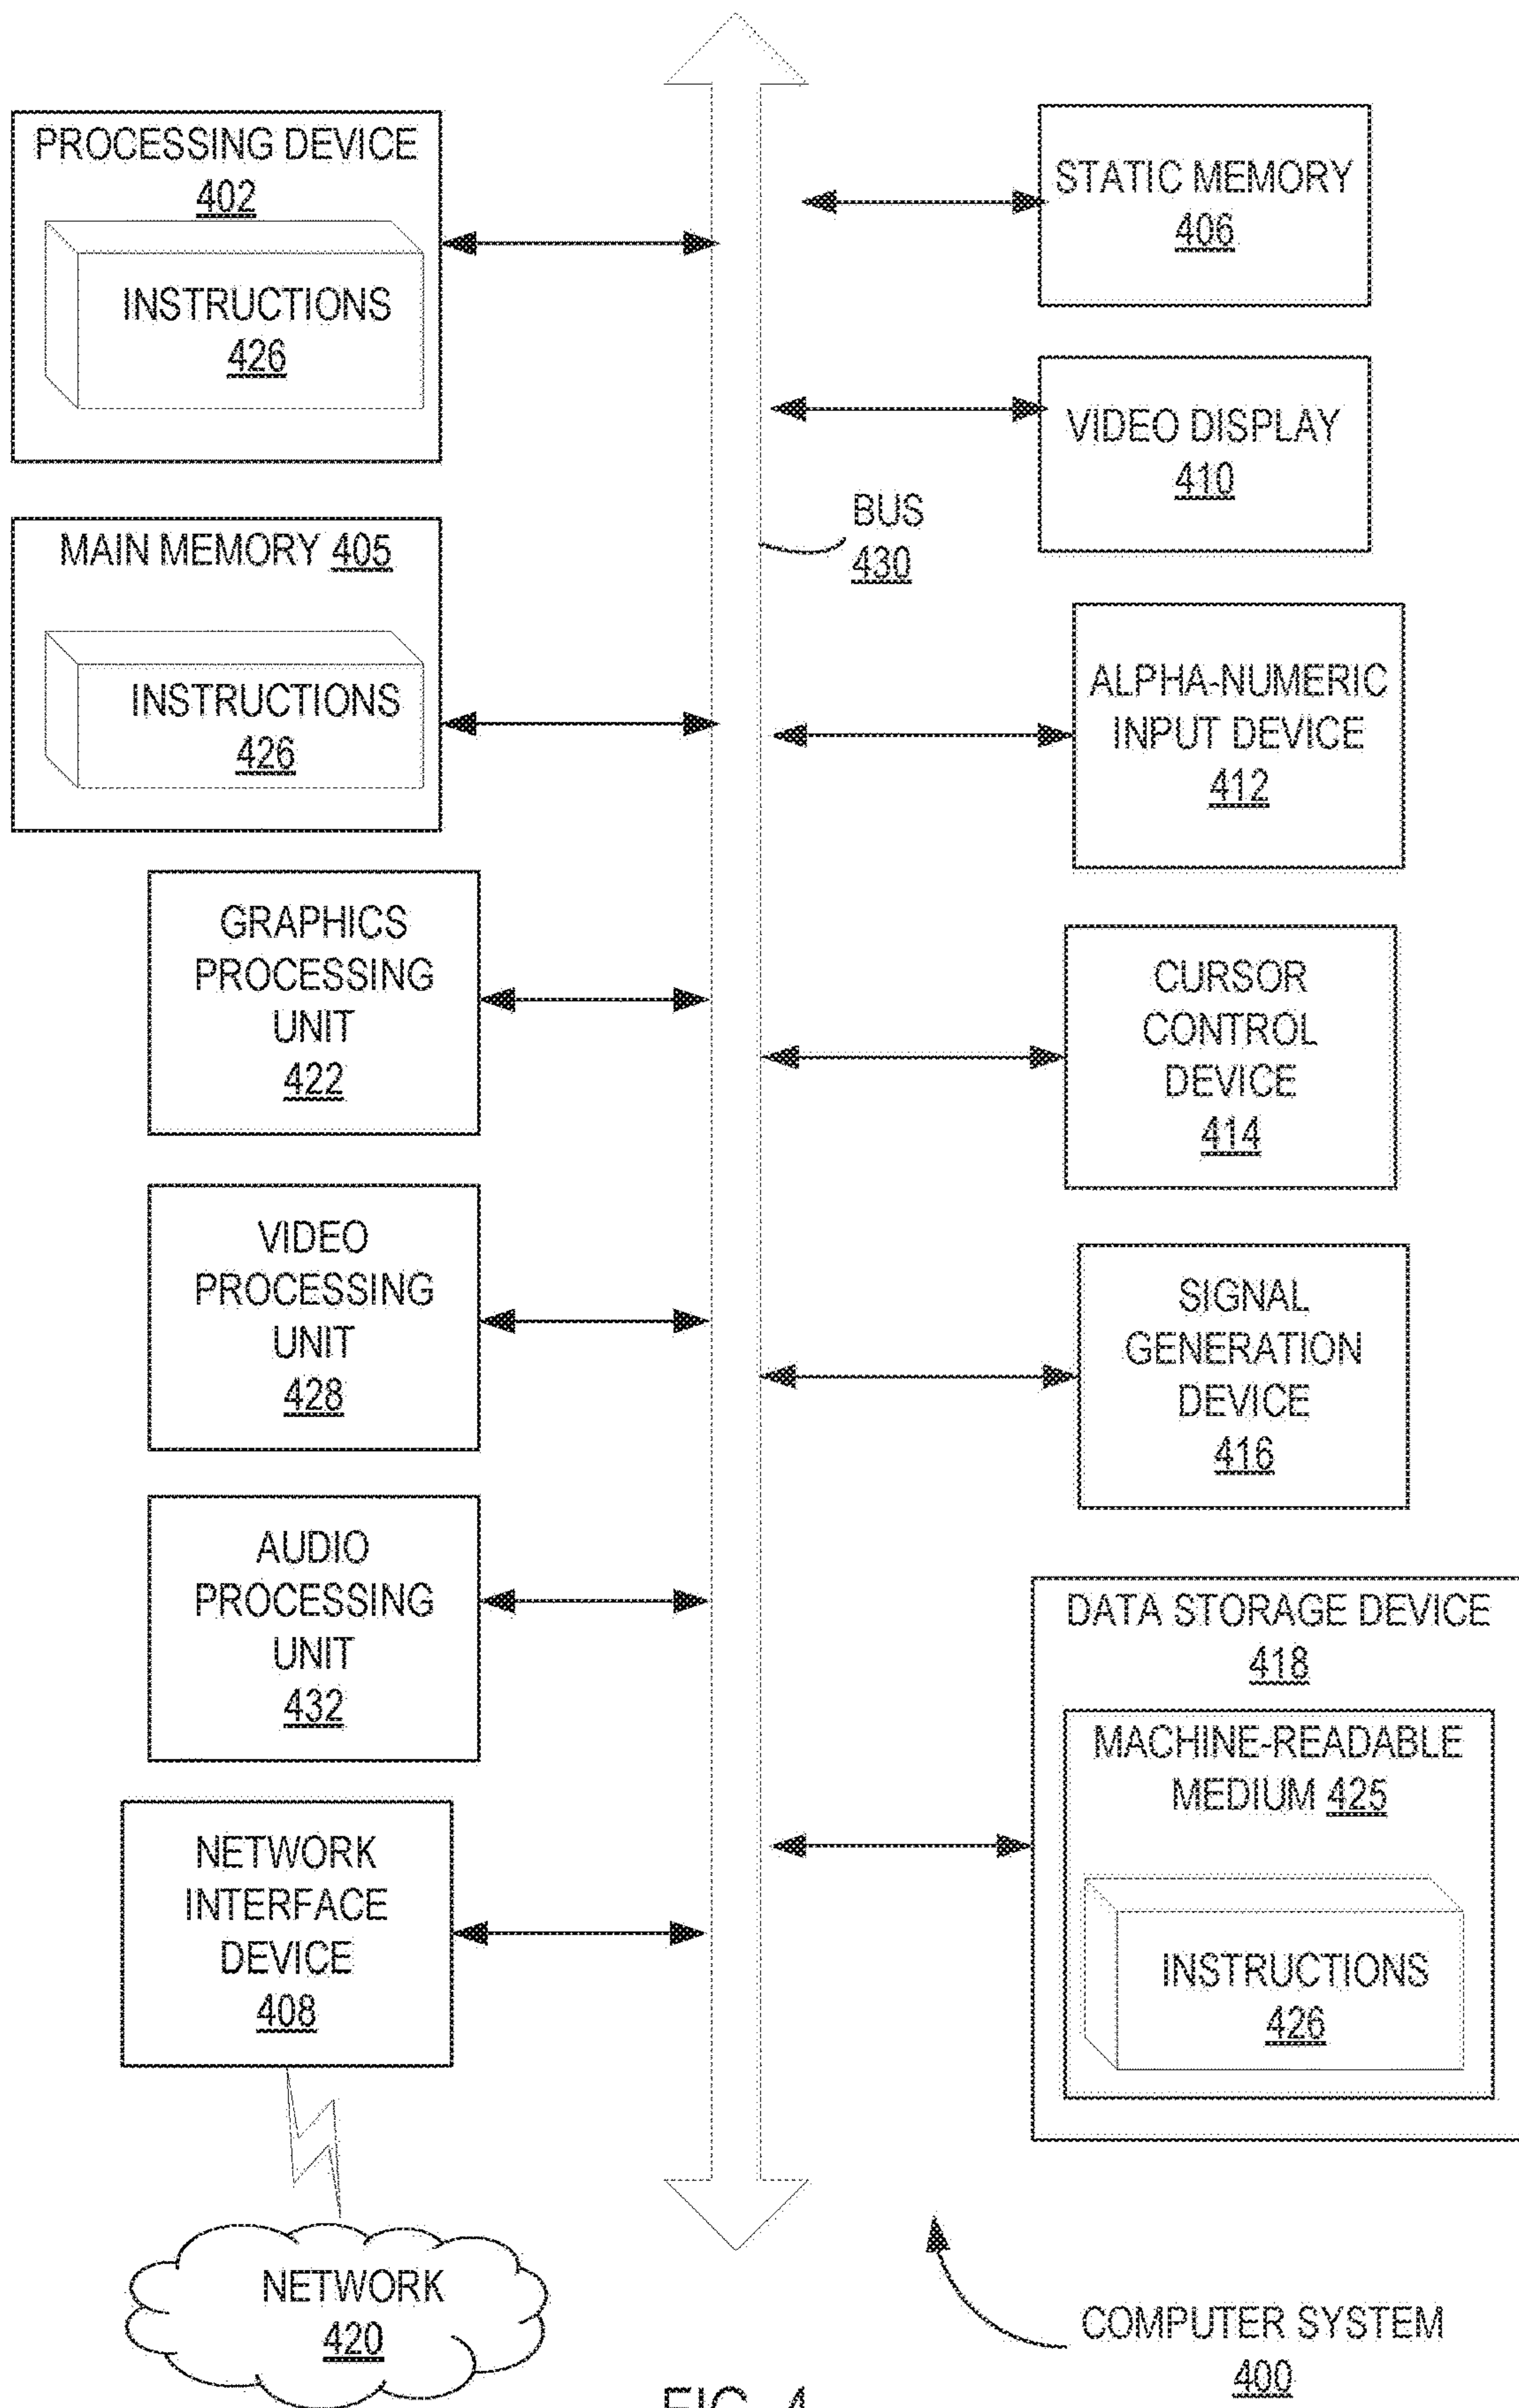 PROCESSING DEVICE
402
INSTRUCTIONS
426
MAIN MEMORY 405
INSTRUCTIONS
426
GRAPHICS
PROCESSING
UNIT
422
VIDEO
PROCESSING
UNIT
428
AUDIO
PROCESSING
UNIT
432
NETWORK
INTERFACE
DEVICE
408
NETWORK
420
BUS
430
STATIC MEMORY
406
VIDEO DISPLAY
410
ALPHA-NUMERIC
INPUT DEVICE
412
CURSOR
CONTROL
DEVICE
414
SIGNAL
GENERATION
DEVICE
416
DATA STORAGE DEVICE
418
MACHINE-READABLE
MEDIUM 425
INSTRUCTIONS
426
COMPUTER SYSTEM
400
FIG. 4